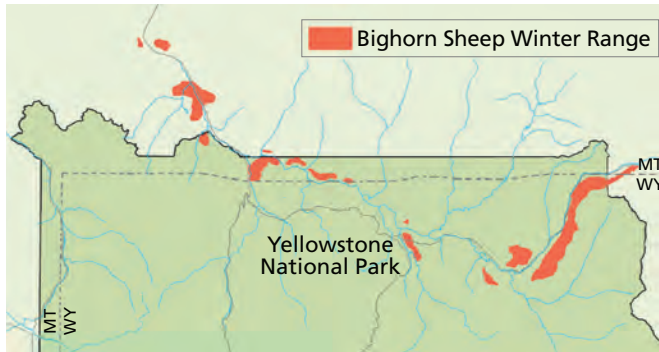 Bighorn Sheep Winter Range
MT
WY
Yellowstone
National Park
MT
WY